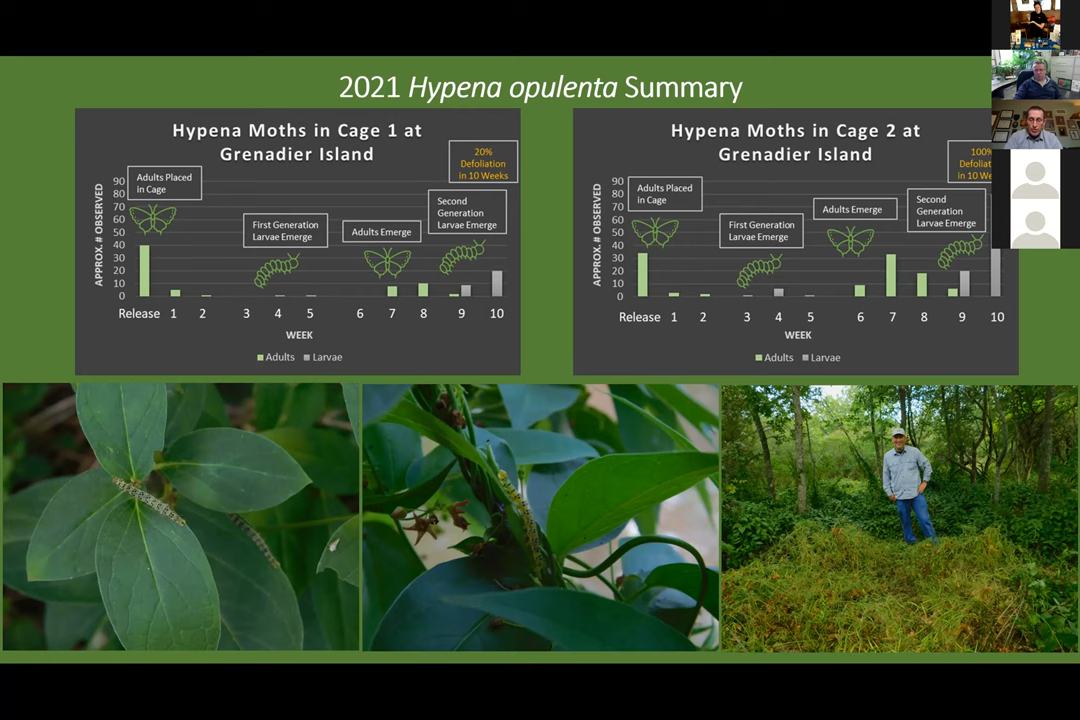 2021 Hypena opulenta Summary
Hypena Moths in Cage 1 at
Grenadier Island
20%
Defoliation
in 10 Weeks
Adults Placed
in Cage
First Generation
Larvae Emerge
Adults Emerge
Second
Generation
Larvae Emerge
APPROX. # OBSERVED
90
80
70
60
50
40
30
20
10
0
Release 1 2 3 4 5 6 7 8 9 10
WEEK
Adults Larvae
Hypena Moths in Cage 2 at
Grenadier Island
100%
in 10
Adults Placed
in Cage
First Generation
Larvae Emerge
Adults Emerge
Second
Generation
Larvae Emerge
APPROX. # OBSERVED
90
80
70
60
50
40
30
20
10
0
Release 1 2 3 4 5 6 7 8 9 10
WEEK
Adults Larvae